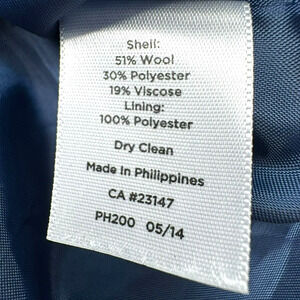 Shell:
51% Wool
30% Polyester
19% Viscose
Lining:
100% Polyester
Dry Clean
Made In Philippines
CA #23147
PH200 05/14